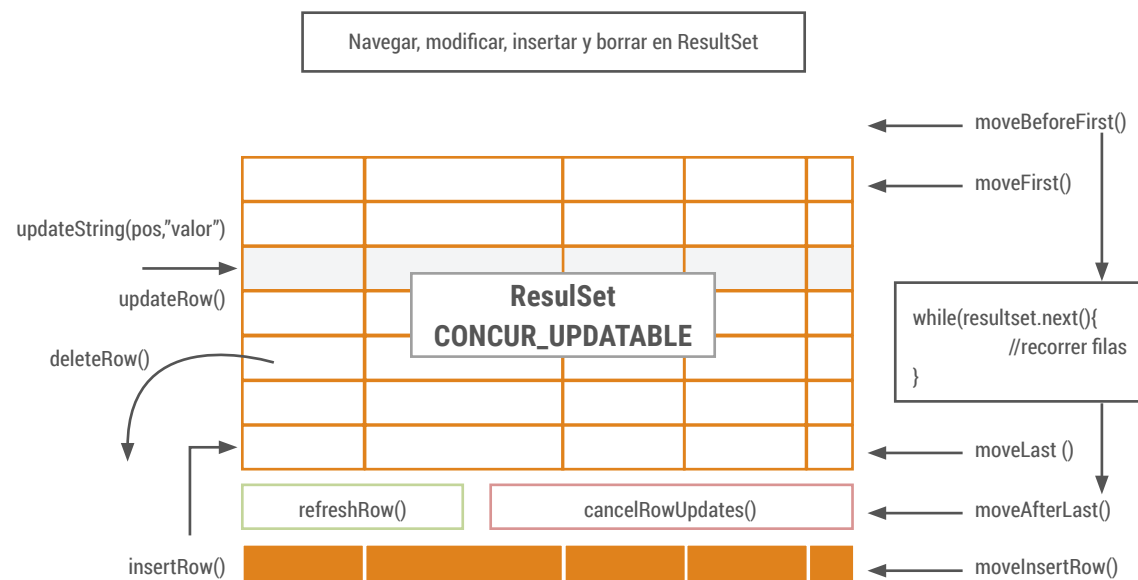 Navegar, modificar, insertar y borrar en ResultSet
moveBeforeFirst()
moveFirst()
updateString(pos,”valor”)
updateRow()
ResulSet
CONCUR_UPDATABLE
while(resultset.next(){
//recorrer filas
}
deleteRow()
moveLast ()
refreshRow()
cancelRowUpdates()
moveAfterLast()
insertRow()
moveInsertRow()